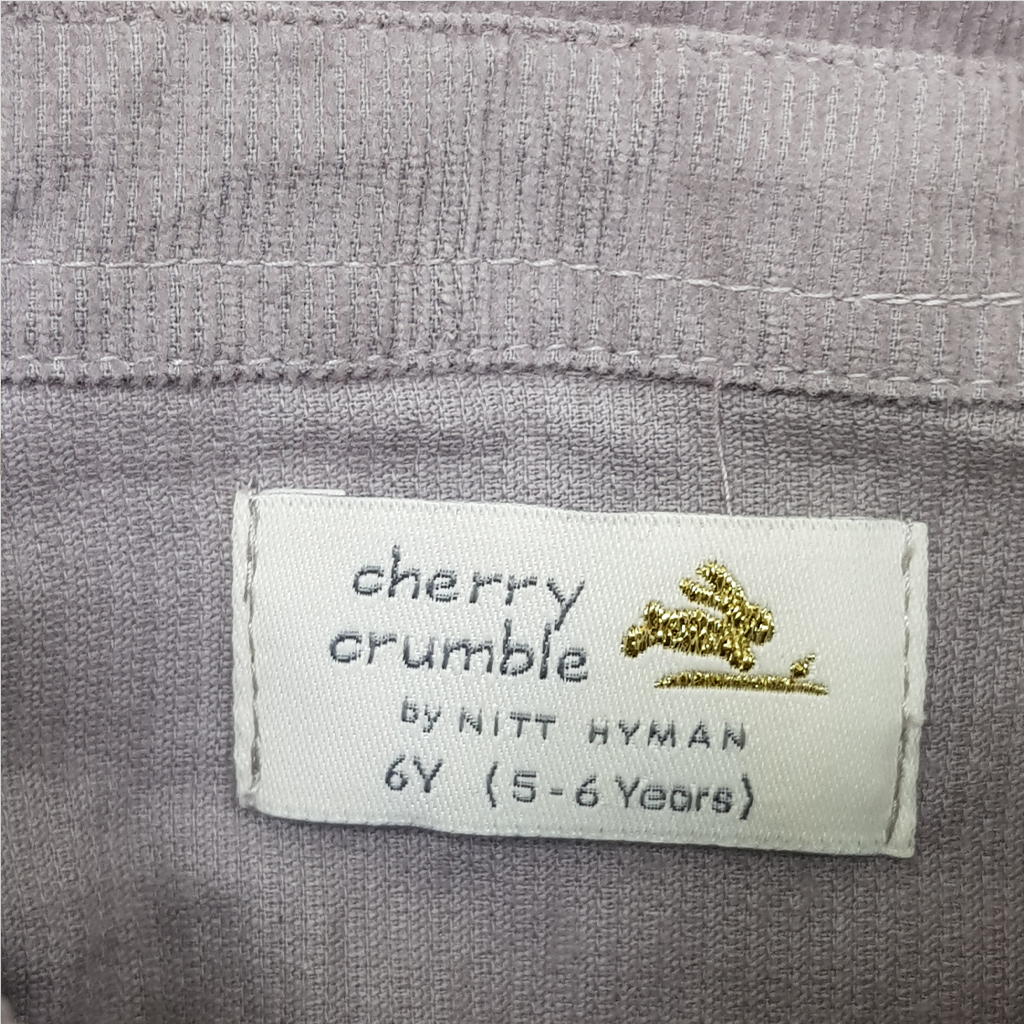 cherry
crumble
by NITT HYMAN
6Y (5-6 Years)